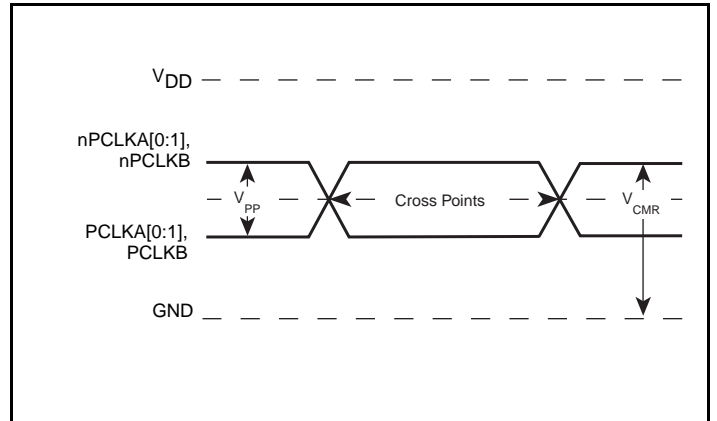 VDD
nPCLKA[0:1],
nPCLKB
VPP
Cross Points
VCMR
PCLKA[0:1],
PCLKB
GND